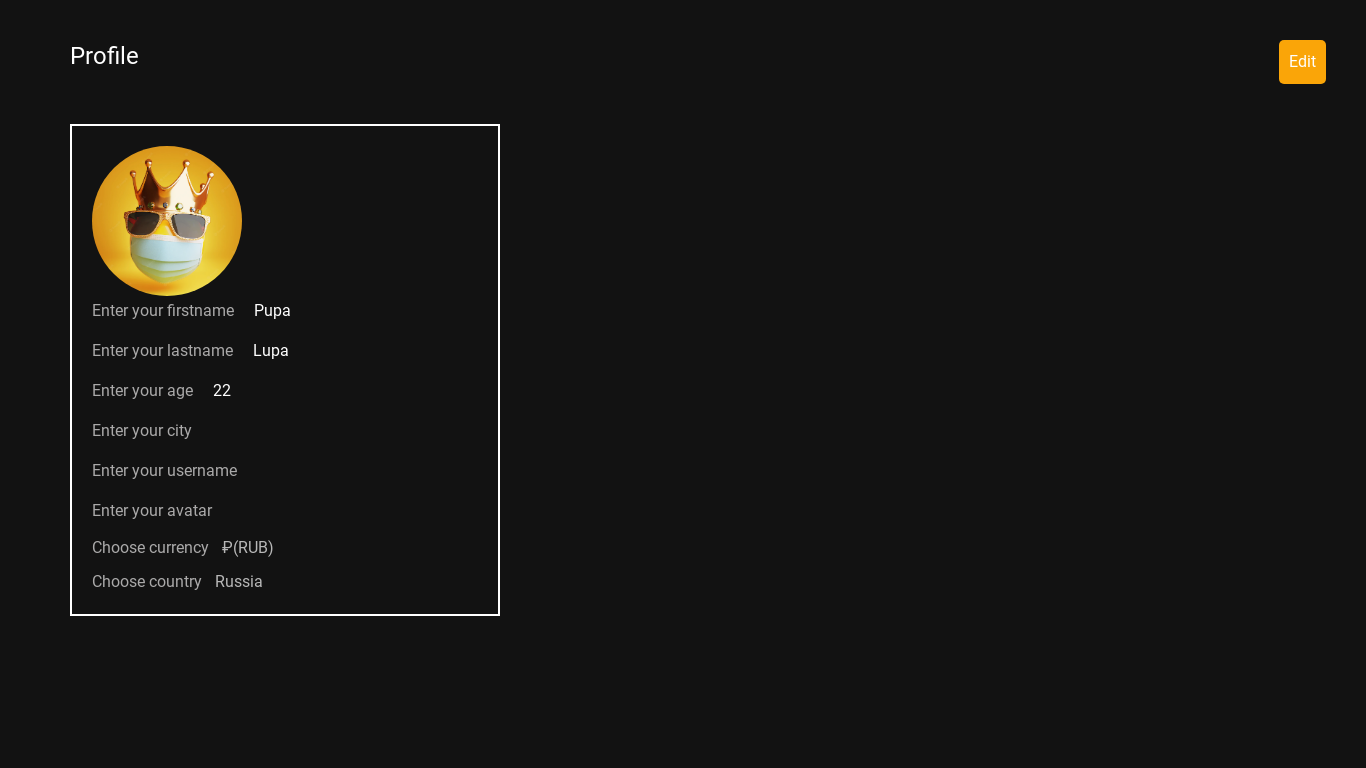 Profile
Edit
Enter your firstname Pupa
Enter your lastname Lupa
Enter your age 22
Enter your city
Enter your username
Enter your avatar
Choose currency ₽(RUB)
Choose country Russia